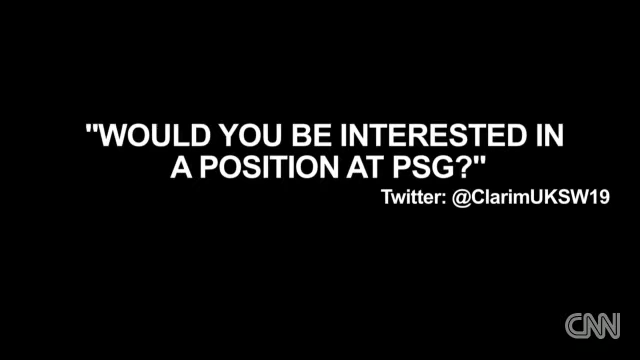 "WOULD YOU BE INTERESTED IN
A POSITION AT PSG?"
Twitter: @ClarimUKSW19
CNN